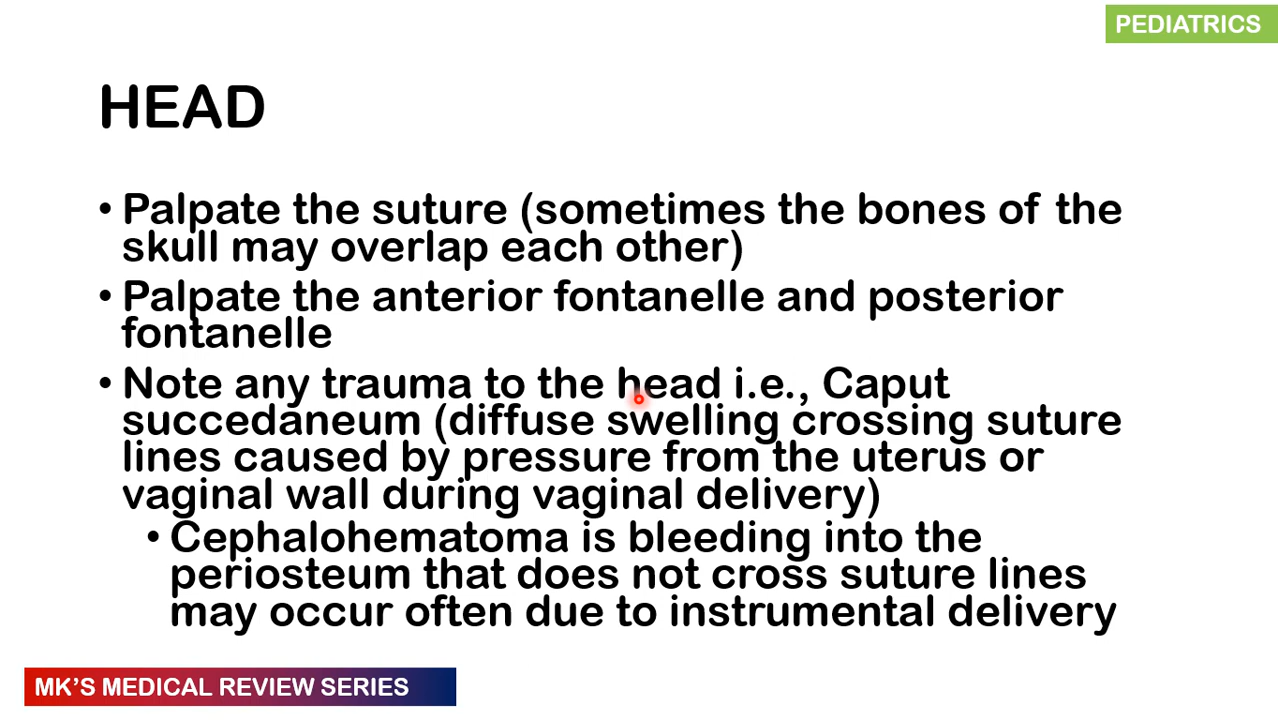 PEDIATRICS
HEAD
• Palpate the suture (sometimes the bones of the
skull may overlap each other)
• Palpate the anterior fontanelle and posterior
fontanelle
• Note any trauma to the head i.e., Caput
succedaneum (diffuse swelling crossing suture
lines caused by pressure from the uterus or
vaginal wall during vaginal delivery)
• Cephalohematoma is bleeding into the
periosteum that does not cross suture lines
may occur often due to instrumental delivery
MK'S MEDICAL REVIEW SERIES